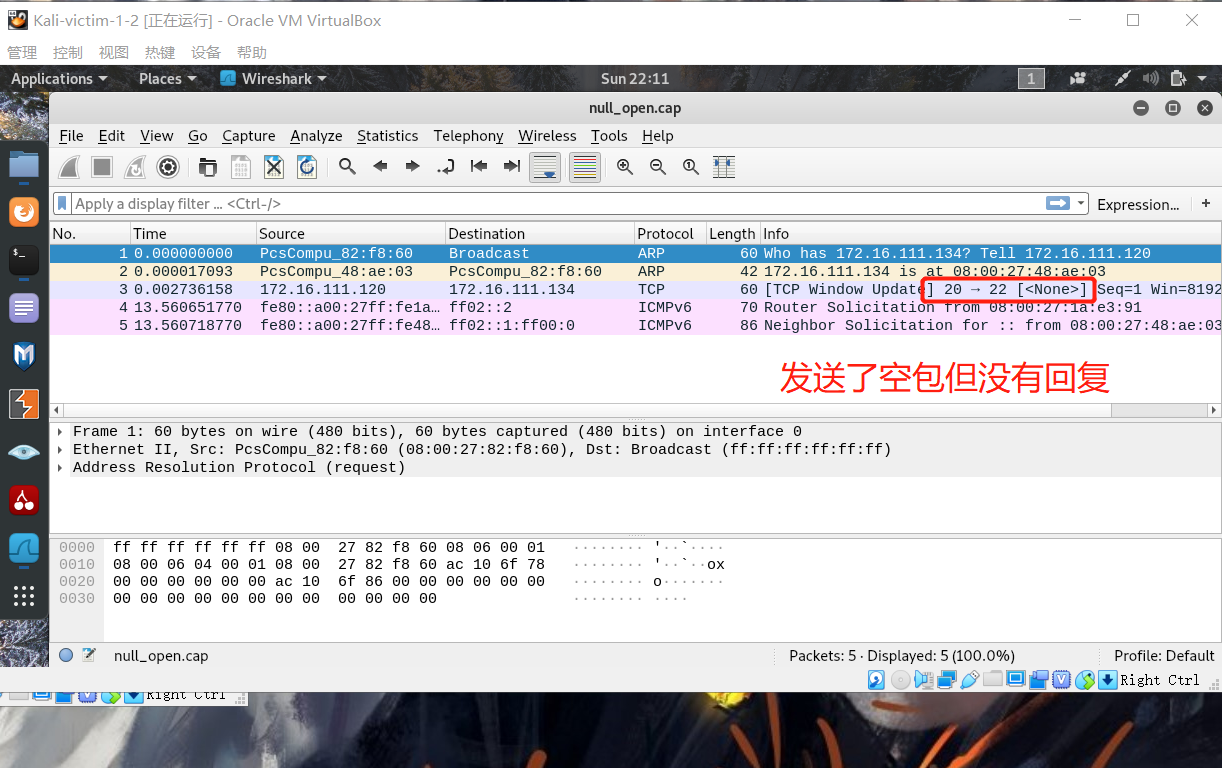 Kali-victim-1-2 [正在运行] - Oracle VM VirtualBox
管理 控制 视图 热键 设备 帮助
Applications Places Wireshark Sun 22:11 1
null_open.cap
File Edit View Go Capture Analyze Statistics Telephony Wireless Tools Help
Apply a display filter ... <Ctrl-/> Expression... +
No. Time Source Destination Protocol Length Info
1 0.000000000 PcsCompu_82:f8:60 Broadcast ARP 60 Who has 172.16.111.134? Tell 172.16.111.120
2 0.000017093 PcsCompu_48:ae:03 PcsCompu_82:f8:60 ARP 42 172.16.111.134 is at 08:00:27:48:ae:03
3 0.002736158 172.16.111.120 172.16.111.134 TCP 60 [TCP Window Update] 20 → 22 [<None>] Seq=1 Win=8192
4 13.560651770 fe80::a00:27ff:fe1a… ff02::2 ICMPv6 70 Router Solicitation from 08:00:27:1a:e3:91
5 13.560718770 fe80::a00:27ff:fe48… ff02::1:ff00:0 ICMPv6 86 Neighbor Solicitation for :: from 08:00:27:48:ae:03
发送了空包但没有回复
Frame 1: 60 bytes on wire (480 bits), 60 bytes captured (480 bits) on interface 0
Ethernet II, Src: PcsCompu_82:f8:60 (08:00:27:82:f8:60), Dst: Broadcast (ff:ff:ff:ff:ff:ff)
Address Resolution Protocol (request)
0000 ff ff ff ff ff ff 08 00 27 82 f8 60 08 06 00 01 ········ '··`····
0010 08 00 06 04 00 01 08 00 27 82 f8 60 ac 10 6f 78 ········ '··`··ox
0020 00 00 00 00 00 00 ac 10 6f 86 00 00 00 00 00 00 ········ o·······
0030 00 00 00 00 00 00 00 00 00 00 00 00 ········ ····
null_open.cap Packets: 5 · Displayed: 5 (100.0%) Profile: Default
Right Ctrl
Right Ctrl